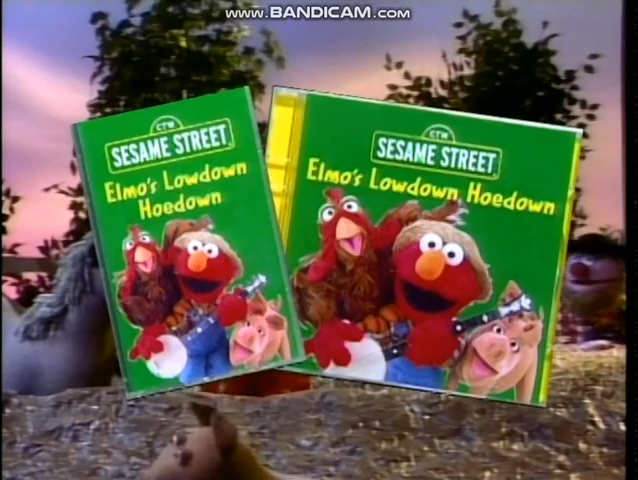 www.BANDICAM.com
CTW
SESAME STREET
Elmo's Lowdown
Hoedown
CTW
SESAME STREET
Elmo's Lowdown Hoedown